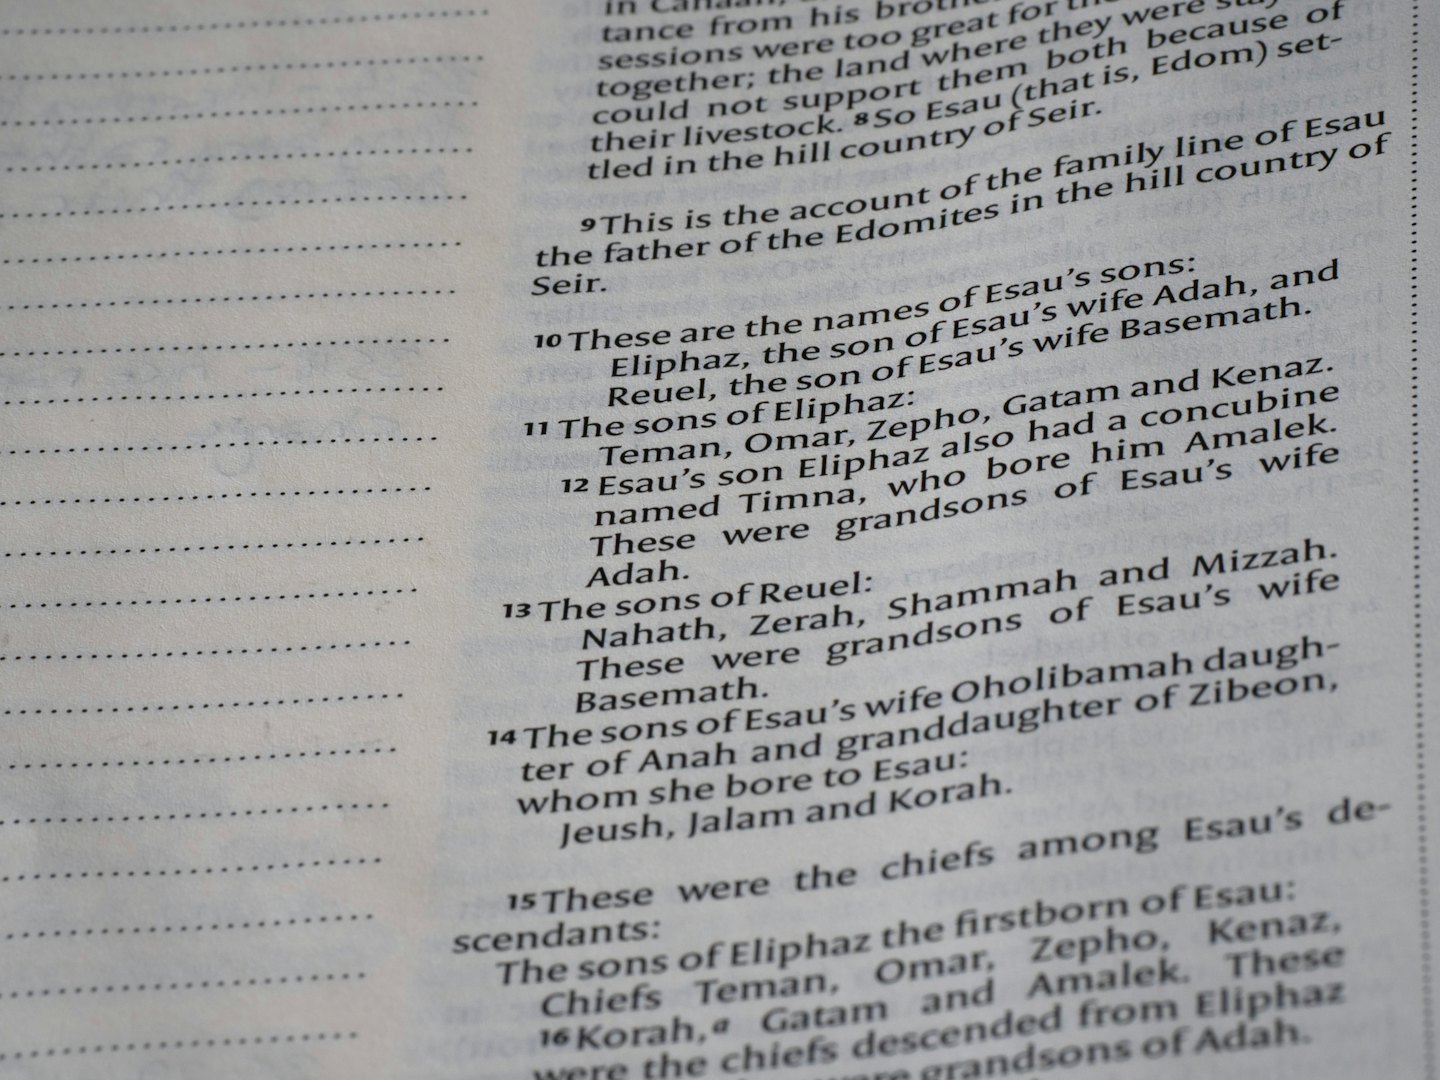 in Canaan,
tance from his brother
sessions were too great for
together; the land where they were
could not support them both because of
their livestock. 8 So Esau (that is, Edom) set-
tled in the hill country of Seir.
9 This is the account of the family line of Esau
the father of the Edomites in the hill country of
Seir.
10 These are the names of Esau's sons:
Eliphaz, the son of Esau's wife Adah, and
Reuel, the son of Esau's wife Basemath.
11 The sons of Eliphaz:
Teman, Omar, Zepho, Gatam and Kenaz.
12 Esau's son Eliphaz also had a concubine
named Timna, who bore him Amalek.
These were grandsons of Esau's wife
Adah.
13 The sons of Reuel:
Nahath, Zerah, Shammah and Mizzah.
These were grandsons of Esau's wife
Basemath.
14 The sons of Esau's wife Oholibamah daugh-
ter of Anah and granddaughter of Zibeon,
whom she bore to Esau:
Jeush, Jalam and Korah.
15 These were the chiefs among Esau's de-
scendants:
The sons of Eliphaz the firstborn of Esau:
Chiefs Teman, Omar, Zepho, Kenaz,
16 Korah,a Gatam and Amalek. These
were the chiefs descended from Eliphaz
were grandsons of Adah.